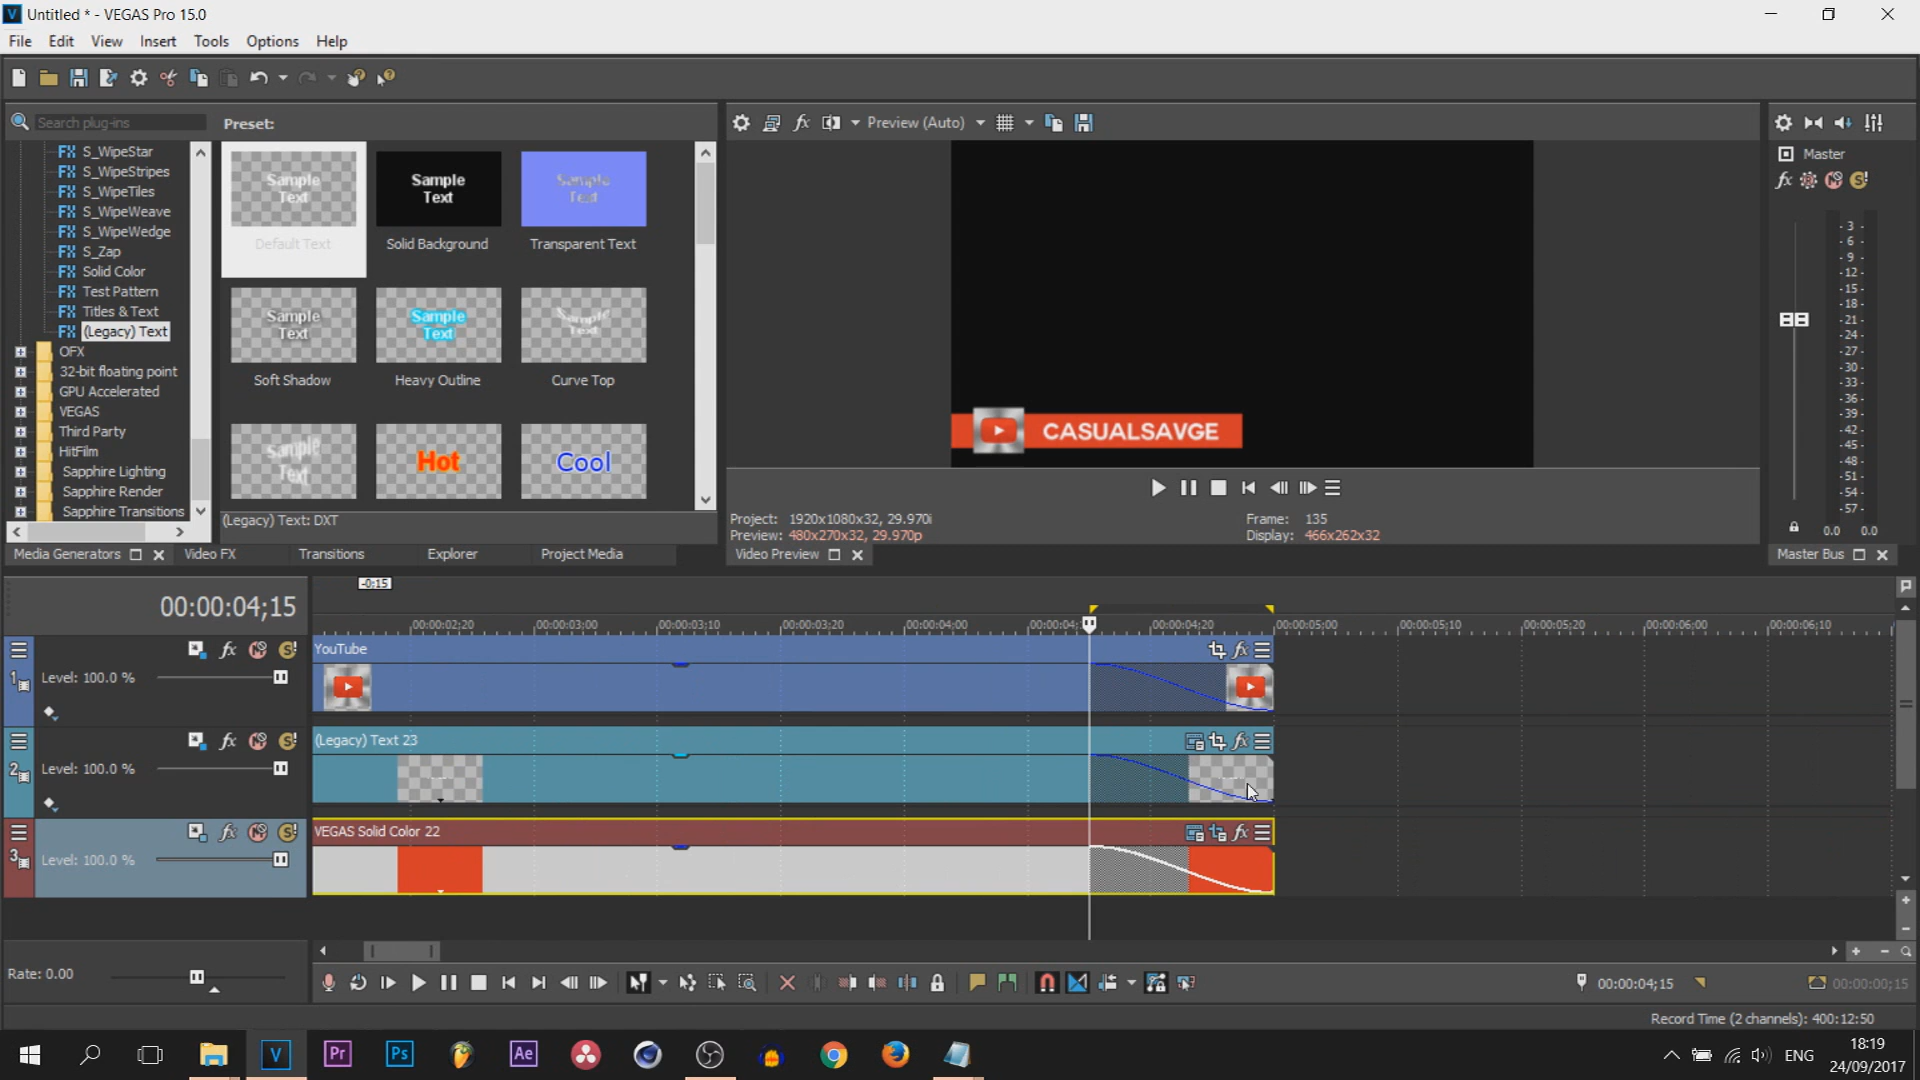 Untitled * - VEGAS Pro 15.0
File Edit View Insert Tools Options Help
Search plug-ins
Preset:
S_WipeStar
S_WipeStripes
S_WipeTiles
S_WipeWeave
S_WipeWedge
S_Zap
Solid Color
Test Pattern
Titles & Text
(Legacy) Text
OFX
32-bit floating point
GPU Accelerated
VEGAS
Third Party
HitFilm
Sapphire Lighting
Sapphire Render
Sapphire Transitions
Sample Text
Default Text
Sample Text
Solid Background
Sample Text
Transparent Text
Sample Text
Soft Shadow
Sample Text
Heavy Outline
Sample Text
Curve Top
Sample Text
Hot
Cool
(Legacy) Text: DXT
Media Generators Video FX Transitions Explorer Project Media
Preview (Auto)
CASUALSAVGE
Project: 1920x1080x32, 29.970i
Preview: 480x270x32, 29.970p
Frame: 135
Display: 466x262x32
Video Preview
Master
-3-
-6-
-9-
-12-
-15-
-18-
-21-
-24-
-27-
-30-
-33-
-36-
-39-
-42-
-45-
-48-
-51-
-54-
-57-
0.0 0.0
Master Bus
00:00:04;15
-0:15
00:00:02;20 00:00:03;00 00:00:03;10 00:00:03;20 00:00:04;00 00:00:04; 00:00:04;20 00:00:05;00 00:00:05;10 00:00:05;20 00:00:06;00 00:00:06;10
1
Level: 100.0 %
YouTube
2
Level: 100.0 %
(Legacy) Text 23
3
Level: 100.0 %
VEGAS Solid Color 22
Rate: 0.00
00:00:04;15
00:00:00;15
Record Time (2 channels): 400:12:50
V Pr Ps Ae
ENG
18:19
24/09/2017